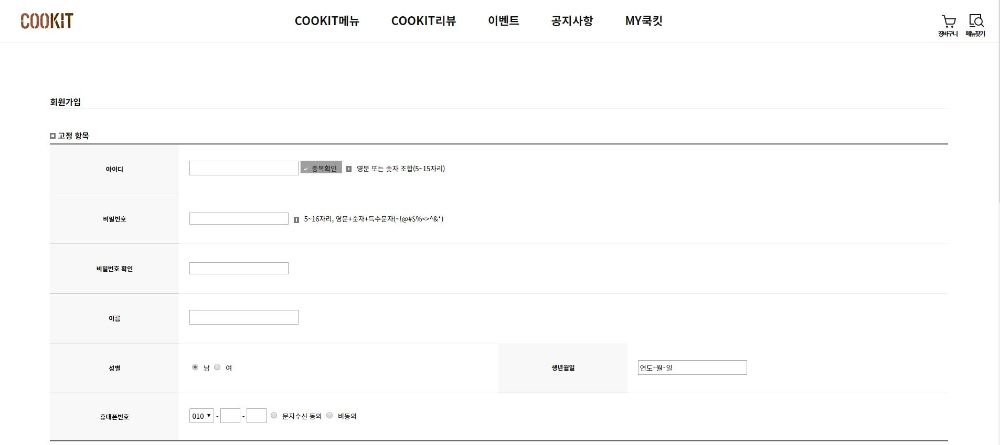 COOKIT
COOKIT메뉴 COOKIT리뷰 이벤트 공지사항 MY쿡킷
장바구니 메뉴찾기
회원가입
고정 항목
아이디 중복확인 영문 또는 숫자 조합(5~15자리)
비밀번호 5~16자리, 영문+숫자+특수문자(~!@#$%<>^&*)
비밀번호 확인
이름
성별 남 여 생년월일 연도-월-일
휴대폰번호 010 - - 문자수신 동의 비동의